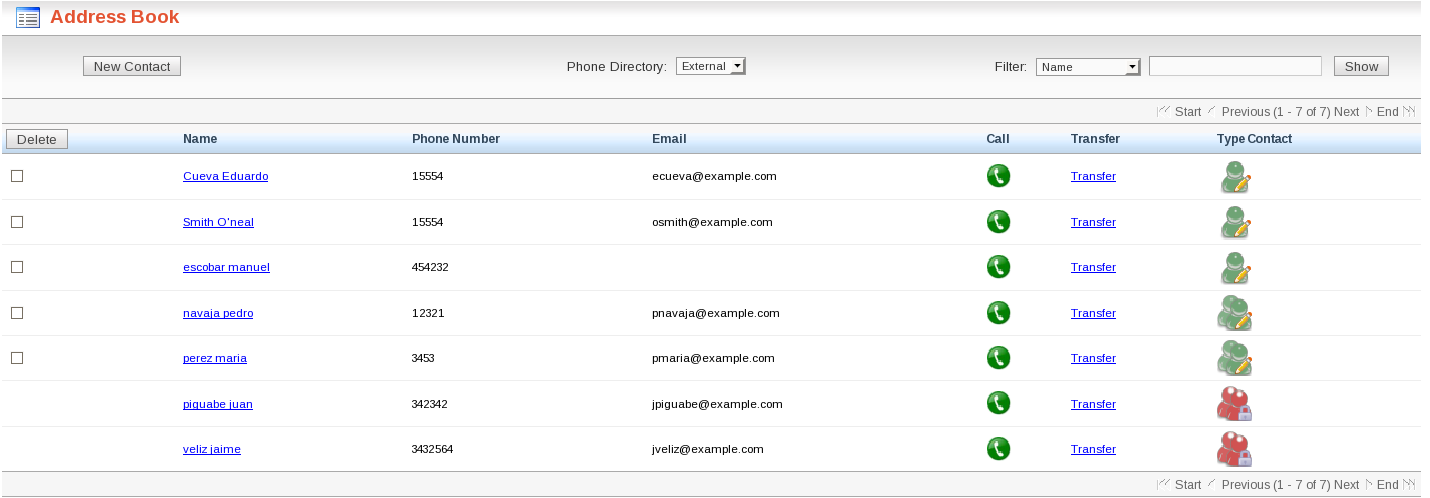 Address Book
New Contact Phone Directory: External Filter: Name Show
Start Previous (1 - 7 of 7) Next End
Delete Name Phone Number Email Call Transfer Type Contact
Cueva Eduardo 15554 ecueva@example.com Transfer
Smith O'neal 15554 osmith@example.com Transfer
escobar manuel 454232 Transfer
navaja pedro 12321 pnavaja@example.com Transfer
perez maria 3453 pmaria@example.com Transfer
piguabe juan 342342 jpiguabe@example.com Transfer
veliz jaime 3432564 jveliz@example.com Transfer
Start Previous (1 - 7 of 7) Next End